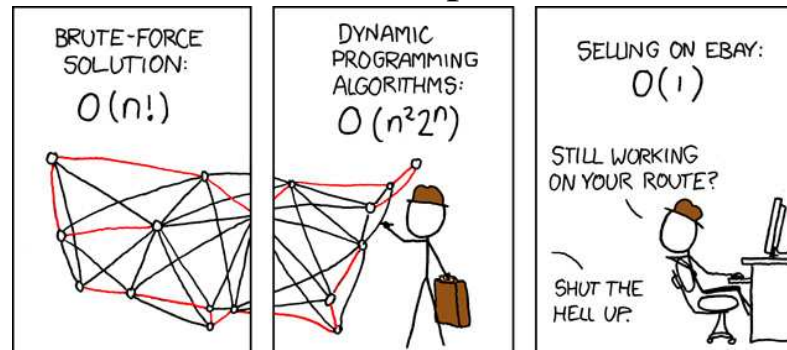 BRUTE-FORCE
SOLUTION:
O(n!)
DYNAMIC
PROGRAMMING
ALGORITHMS:
O(n²2ⁿ)
SELLING ON EBAY:
O(1)
STILL WORKING
ON YOUR ROUTE?
SHUT THE
HELL UP.